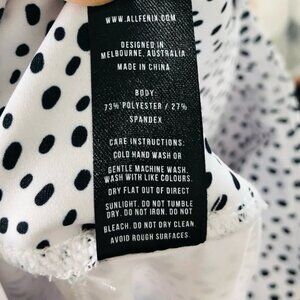 WWW.ALLFENIX.COM
DESIGNED IN
MELBOURNE, AUSTRALIA
MADE IN CHINA
BODY:
73% POLYESTER / 27%
SPANDEX
CARE INSTRUCTIONS:
COLD HAND WASH OR
GENTLE MACHINE WASH.
WASH WITH LIKE COLOURS.
DRY FLAT OUT OF DIRECT
SUNLIGHT. DO NOT TUMBLE
DRY. DO NOT IRON. DO NOT
BLEACH. DO NOT DRY CLEAN
AVOID ROUGH SURFACES.